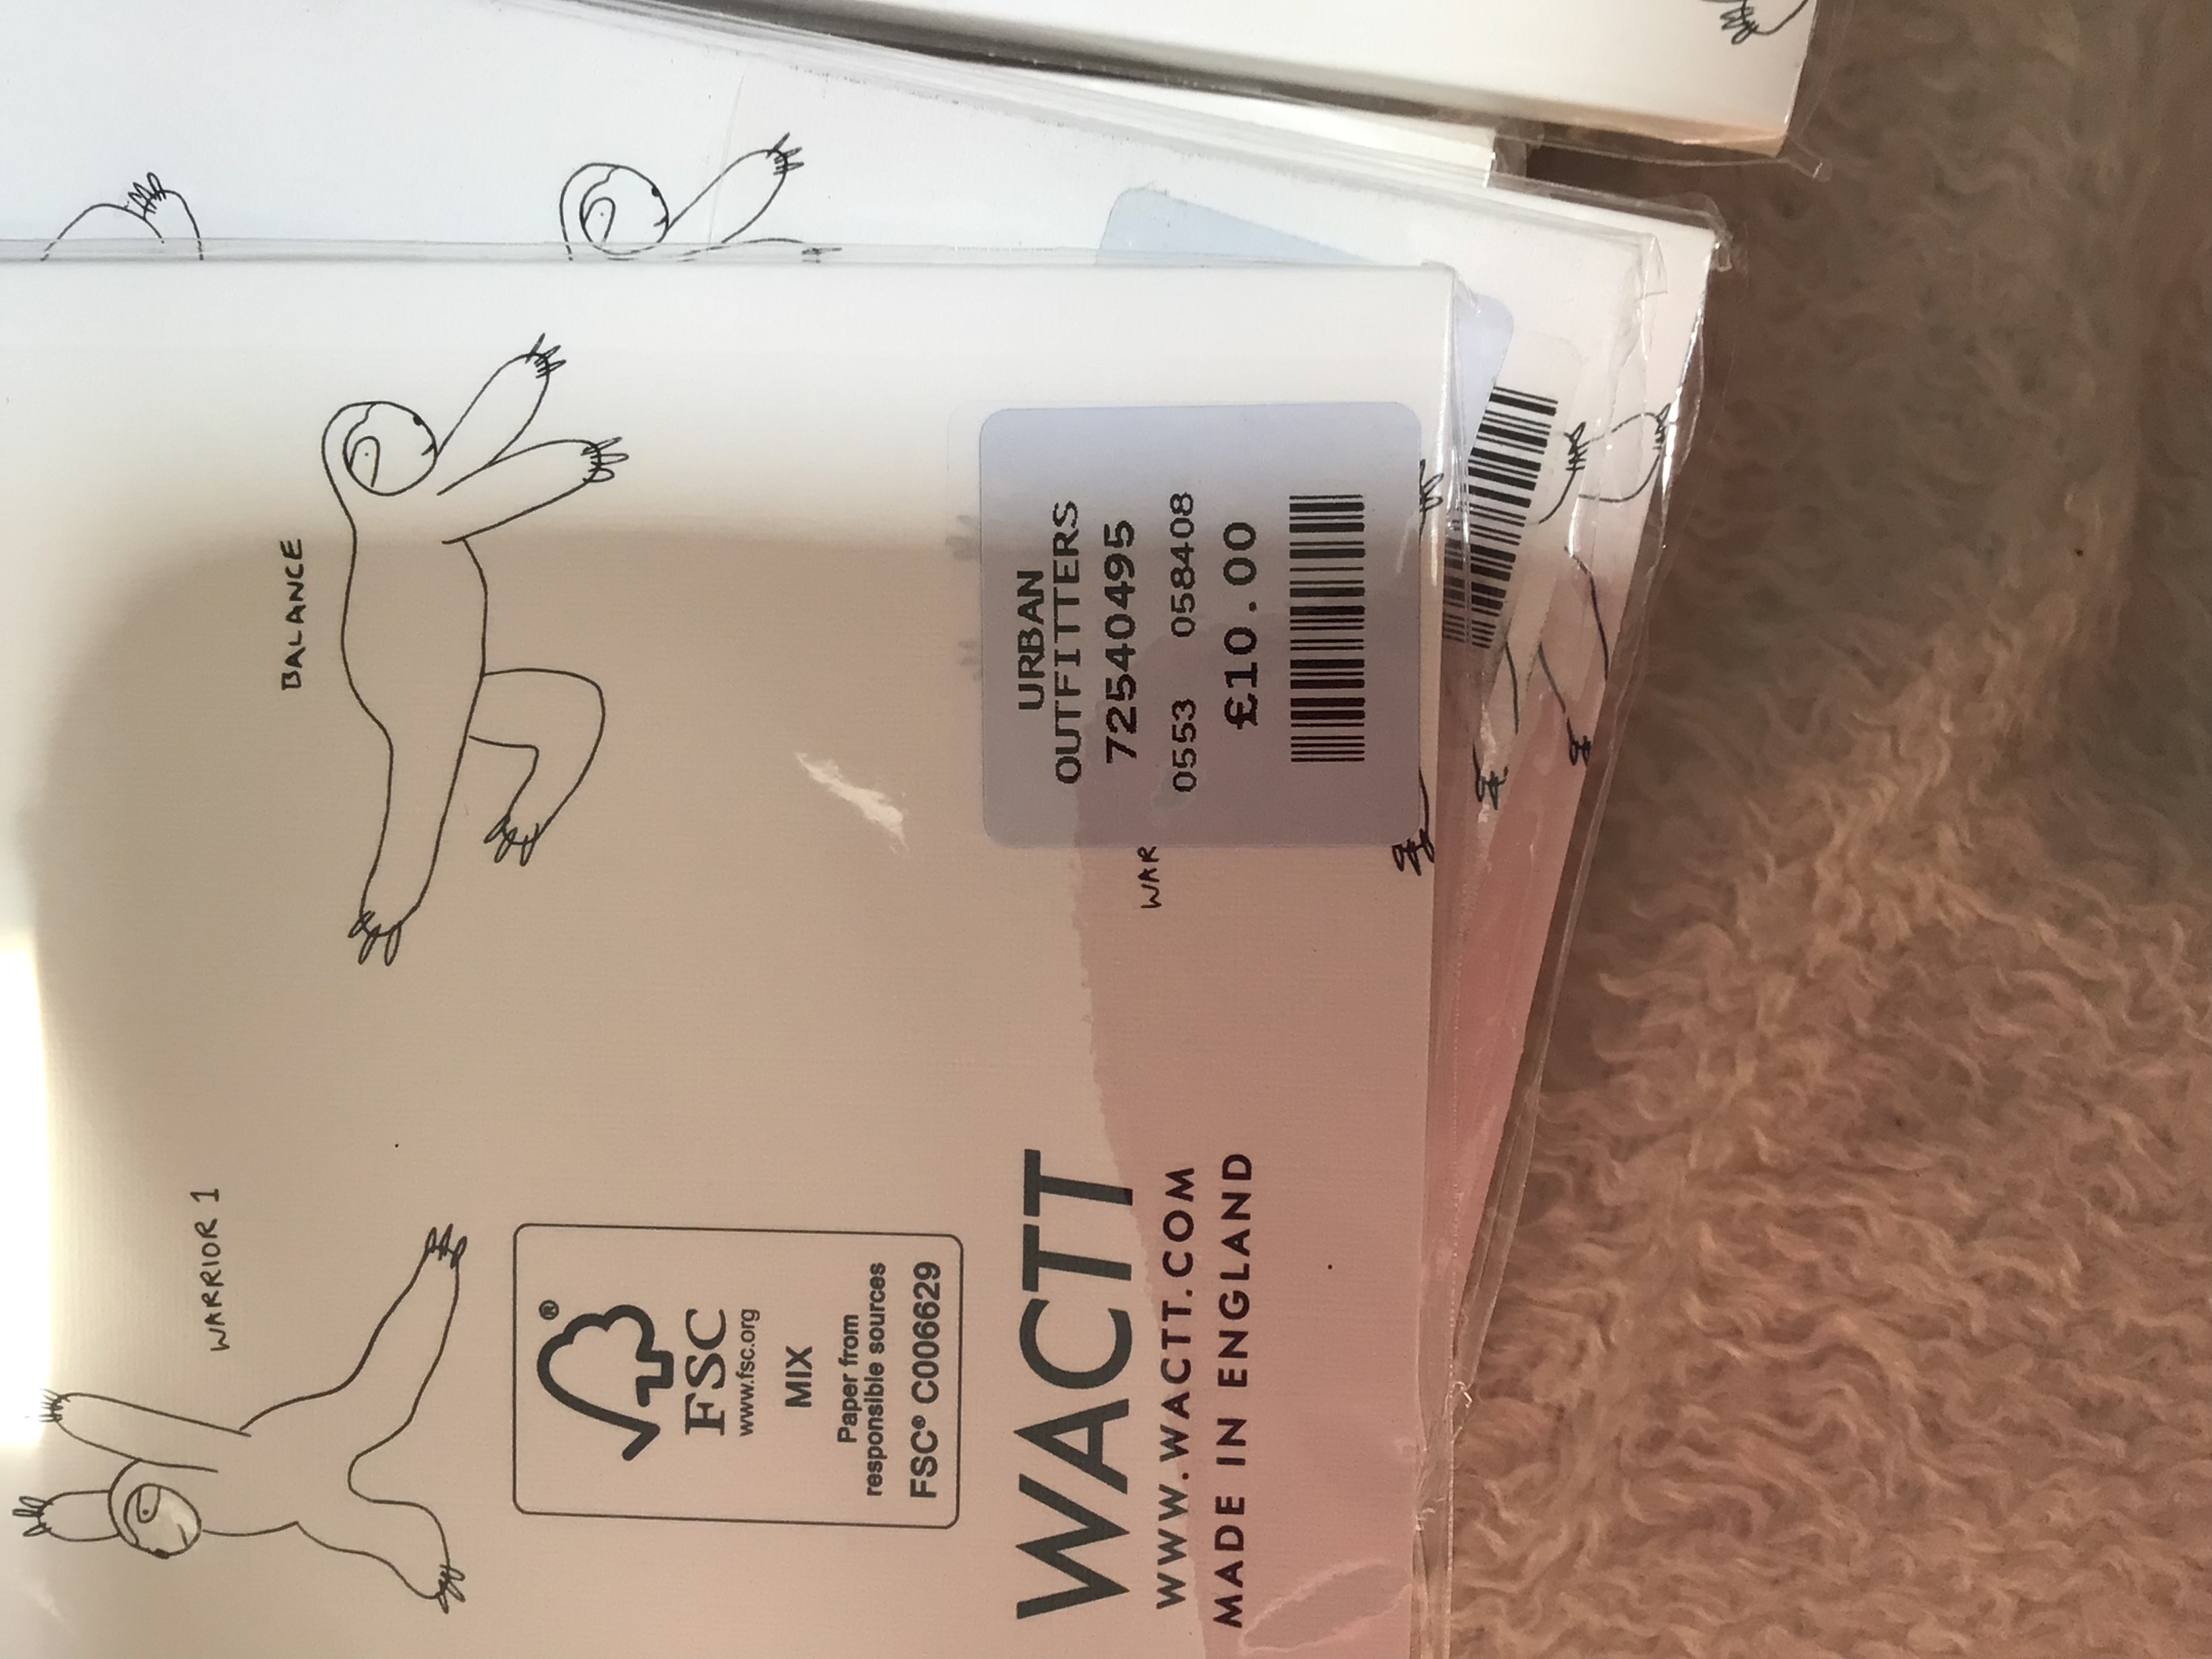 BALANCE
WARRIOR 1
URBAN
OUTFITTERS
72540495
0553 058408
£10.00
WAR
FSC
www.fsc.org
MIX
Paper from
responsible sources
FSC® C006629
WACTT
WWW.WACTT.COM
MADE IN ENGLAND